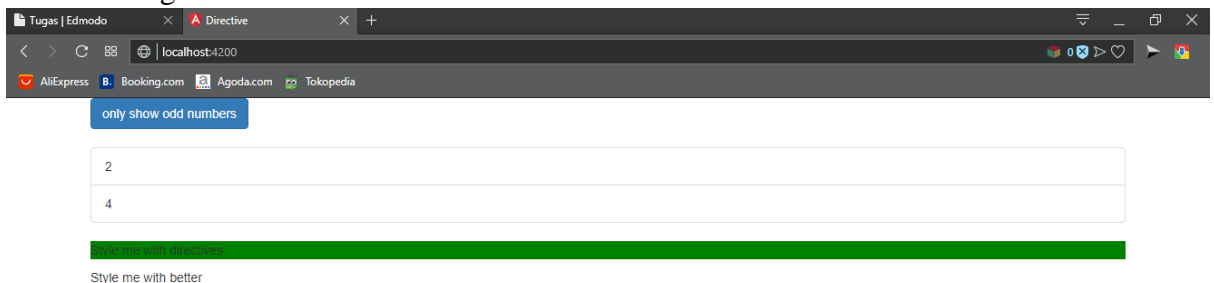 Tugas | Edmodo Directive
localhost:4200 0
AliExpress B. Booking.com a Agoda.com Tokopedia
only show odd numbers
2
4
Style me with directives
Style me with better